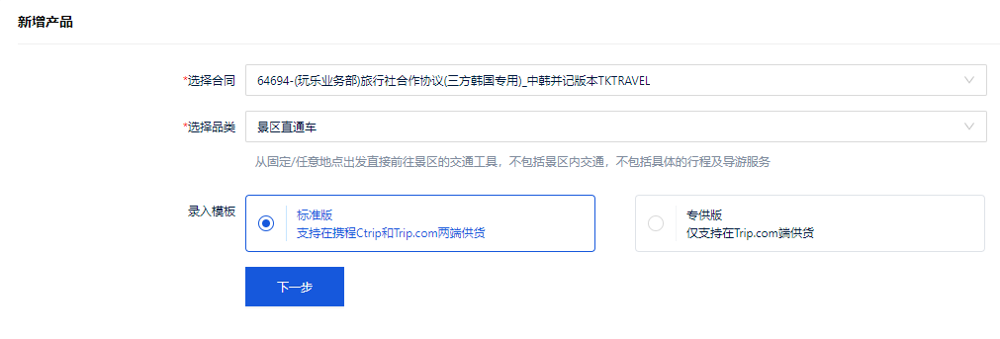 新增产品
*选择合同 64694-(玩乐业务部)旅行社合作协议(三方韩国专用)_中韩并记版本TKTRAVEL
*选择品类 景区直通车
从固定/任意地点出发直接前往景区的交通工具，不包括景区内交通，不包括具体的行程及导游服务
录入模板
标准版
支持在携程Ctrip和Trip.com两端供货
专供版
仅支持在Trip.com端供货
下一步